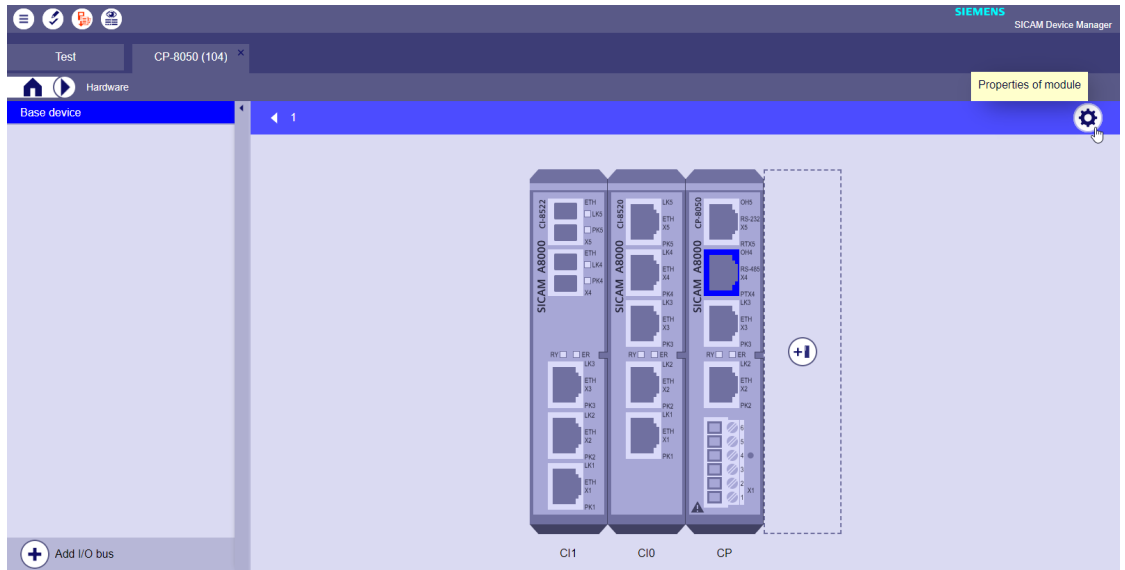 SIEMENS
SICAM Device Manager
Test
CP-8050 (104) ×
Hardware
Properties of module
Base device
1
CI-8522
SICAM A8000
ETH
LK5
PK5
X5
ETH
LK4
PK4
X4
RY
ER
LK3
ETH
X3
PK3
LK2
ETH
X2
PK2
LK1
ETH
X1
PK1
CI-8520
SICAM A8000
LK5
ETH
X5
PK5
LK4
ETH
X4
PK4
LK3
ETH
X3
PK3
RY
ER
LK2
ETH
X2
PK2
LK1
ETH
X1
PK1
CP-8050
SICAM A8000
OH5
RS-232
X5
RTX5
OH4
RS-485
X4
PTX4
LK3
ETH
X3
PK3
RY
ER
LK2
ETH
X2
PK2
6
5
4
3
2
1
X1
CI1
CI0
CP
Add I/O bus